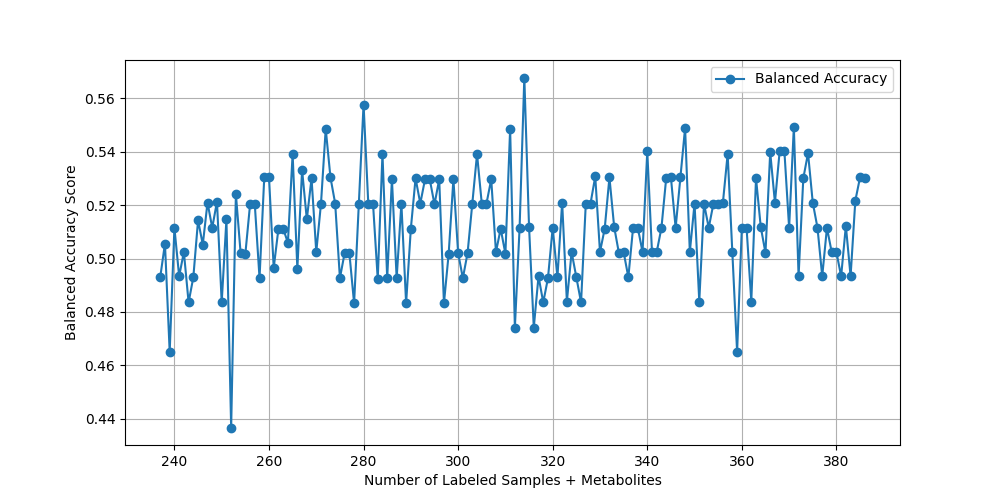 Balanced Accuracy
0.56
0.54
0.52
0.50
0.48
0.46
0.44
Balanced Accuracy Score
240 260 280 300 320 340 360 380
Number of Labeled Samples + Metabolites